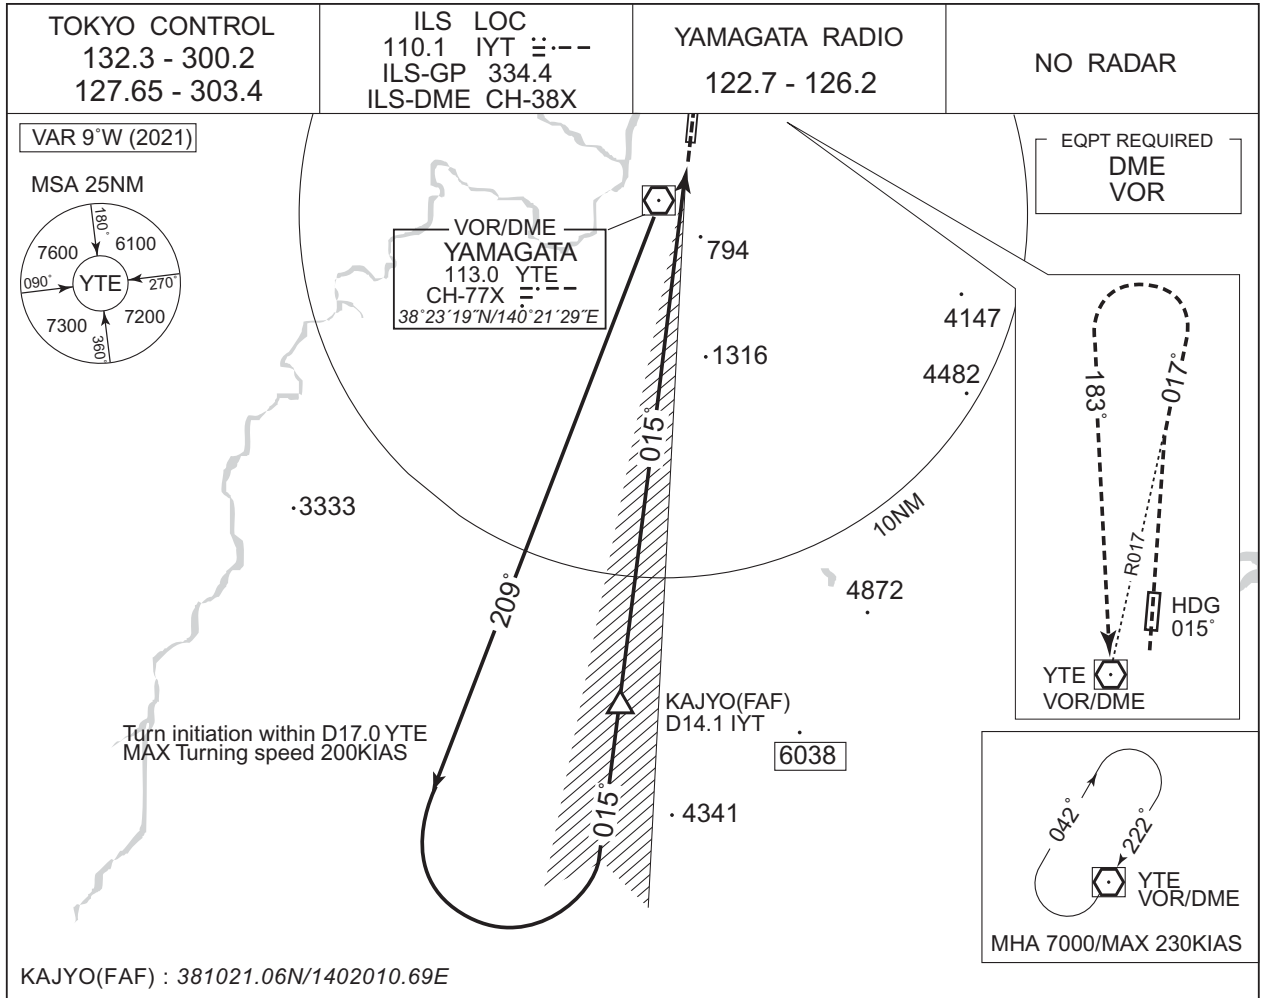 TOKYO CONTROL
132.3 - 300.2
127.65 - 303.4
ILS LOC
110.1 IYT
ILS-GP 334.4
ILS-DME CH-38X
YAMAGATA RADIO
122.7 - 126.2
NO RADAR
VAR 9°W (2021)
MSA 25NM
180°
7600
6100
090°
YTE
270°
7300
7200
360°
VOR/DME
YAMAGATA
113.0 YTE
CH-77X
38°23´19˝N/140°21´29˝E
EQPT REQUIRED
DME
VOR
794
4147
1316
4482
015°
3333
10NM
209°
4872
183°
017°
R017
HDG
015°
YTE
VOR/DME
KAJYO(FAF)
D14.1 IYT
Turn initiation within D17.0 YTE
MAX Turning speed 200KIAS
6038
015°
4341
042°
222°
YTE
VOR/DME
MHA 7000/MAX 230KIAS
KAJYO(FAF) : 381021.06N/1402010.69E